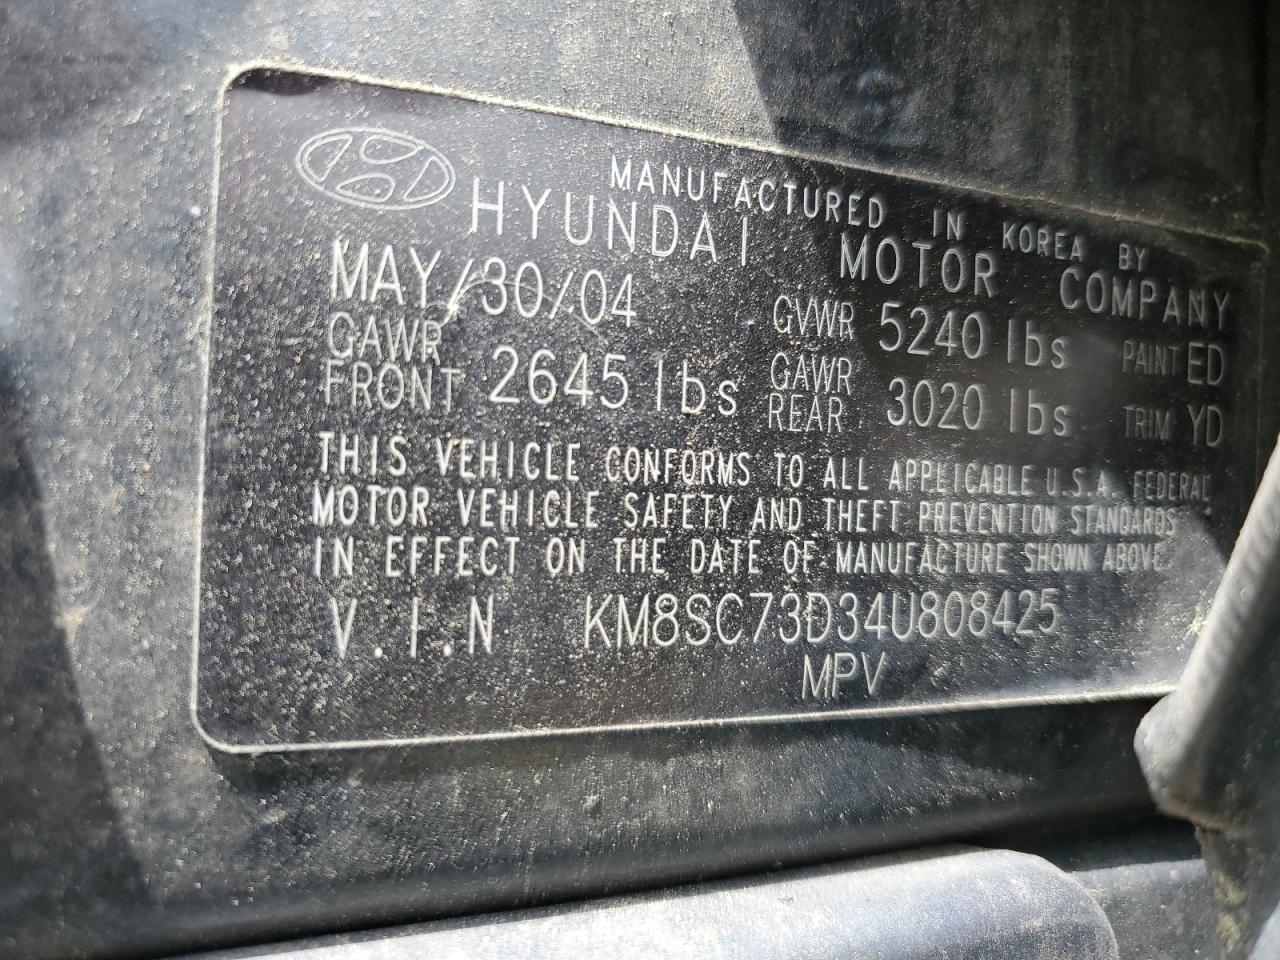 MANUFACTURED IN KOREA BY
HYUNDAI MOTOR COMPANY
MAY/30/04 GVWR 5240 lbs PAINT ED
GAWR FRONT 2645 lbs GAWR REAR 3020 lbs TRIM YD
THIS VEHICLE CONFORMS TO ALL APPLICABLE U.S.A. FEDERAL
MOTOR VEHICLE SAFETY AND THEFT PREVENTION STANDARDS
IN EFFECT ON THE DATE OF MANUFACTURE SHOWN ABOVE.
V.I.N. KM8SC73D34U808425
MPV